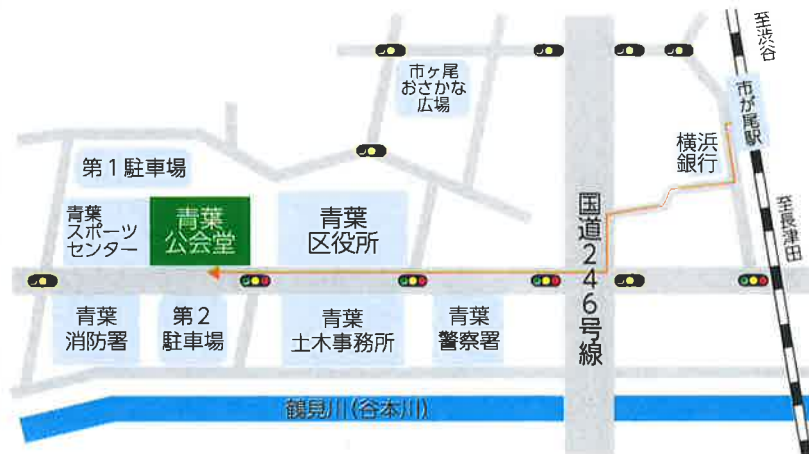 至渋谷
市が尾駅
市ヶ尾
おさかな
広場
横浜
銀行
第1駐車場
青葉
スポーツ
センター
青葉
公会堂
青葉
区役所
国道246号線
至長津田
青葉
消防署
第2
駐車場
青葉
土木事務所
青葉
警察署
鶴見川(谷本川)